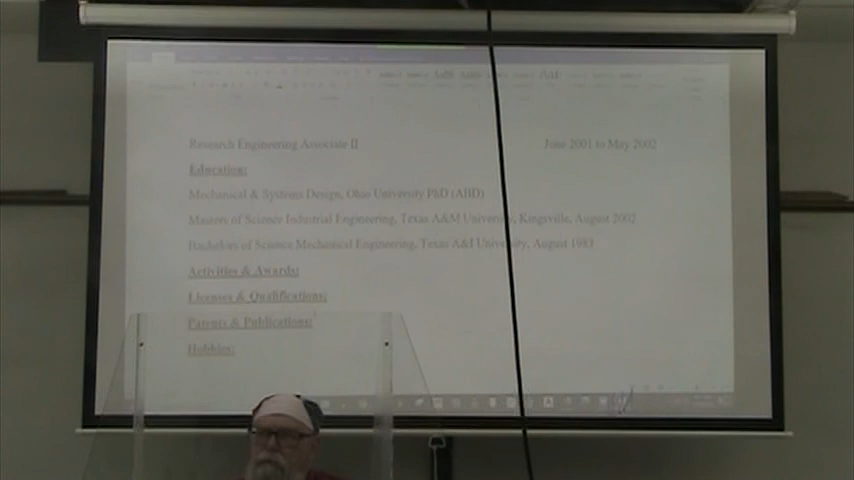 Research Engineering Associate II June 2001 to May 2002
Education:
Mechanical & Systems Design, Ohio University PhD (ABD)
Masters of Science Industrial Engineering, Texas A&M University, Kingsville, August 2002
Bachelors of Science Mechanical Engineering, Texas A&I University, August 1983
Activities & Awards:
Licenses & Qualifications:
Patents & Publications:
Hobbies: